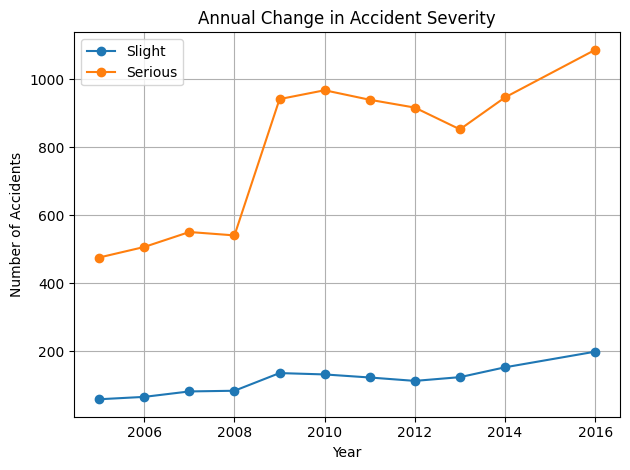 Annual Change in Accident Severity
Slight
Serious
Number of Accidents
1000
800
600
400
200
2006 2008 2010 2012 2014 2016
Year